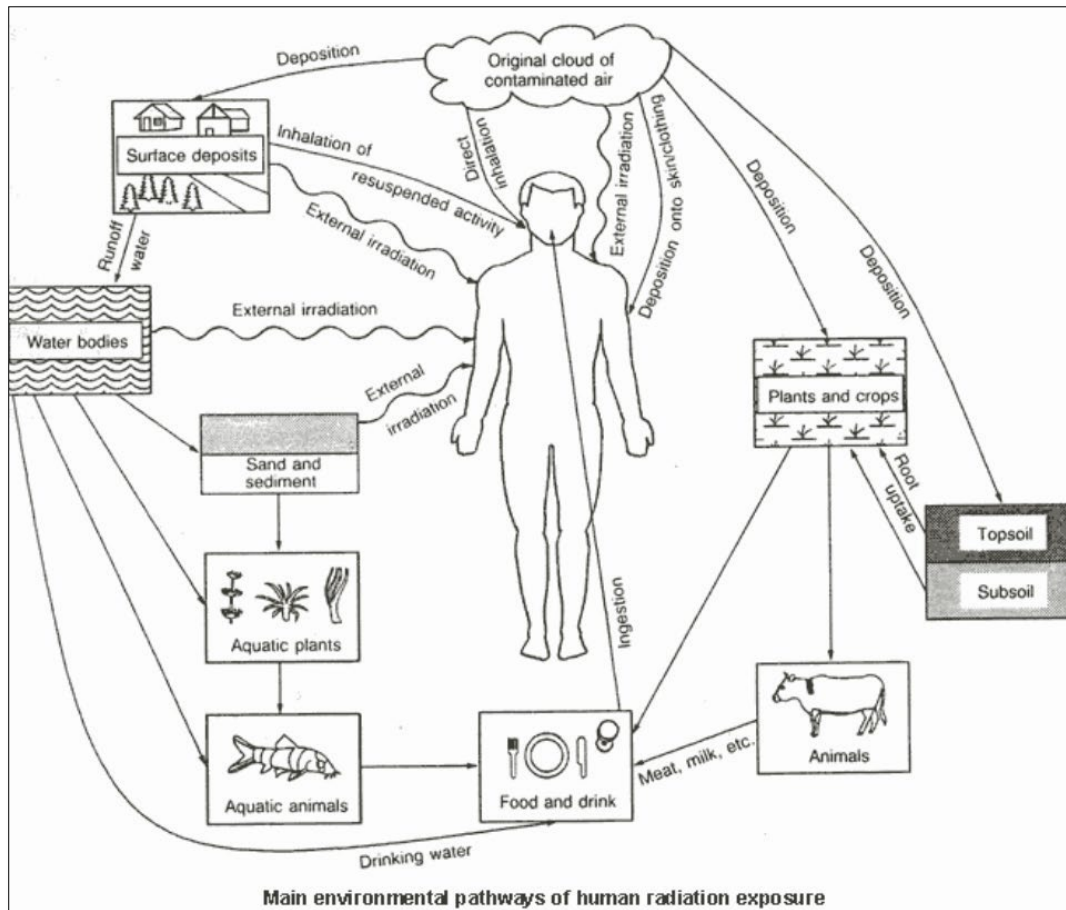 Original cloud of
contaminated air
Deposition
Surface deposits
Inhalation of
resuspended activity
Direct
inhalation
External irradiation
Deposition onto skin/clothing
Deposition
Deposition
External irradiation
Runoff
water
External irradiation
Water bodies
External
irradiation
Plants and crops
Sand and
sediment
Root
uptake
Topsoil
Subsoil
Aquatic plants
Ingestion
Aquatic animals
Food and drink
Meat, milk, etc.
Animals
Drinking water
Main environmental pathways of human radiation exposure